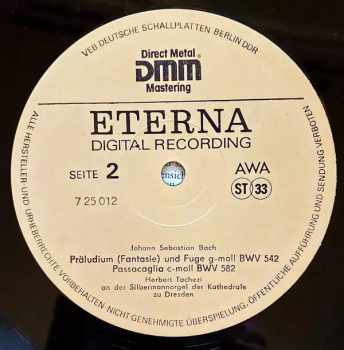 VEB DEUTSCHE SCHALLPLATTEN BERLIN DDR
Direct Metal
DMM®
Mastering
ETERNA
DIGITAL RECORDING
SEITE 2
AWA
7 25 012
ST 33
Johann Sebastian Bach
Präludium (Fantasie) und Fuge g-moll BWV 542
Passacaglia c-moll BWV 582
Herbert Tachezi
an der Silbermannorgel der Kathedrale
zu Dresden
ALLE HERSTELLER- UND URHEBERRECHTE VORBEHALTEN · NICHT GENEHMIGTE ÜBERSPIELUNG, ÖFFENTLICHE AUFFÜHRUNG UND SENDUNG VERBOTEN